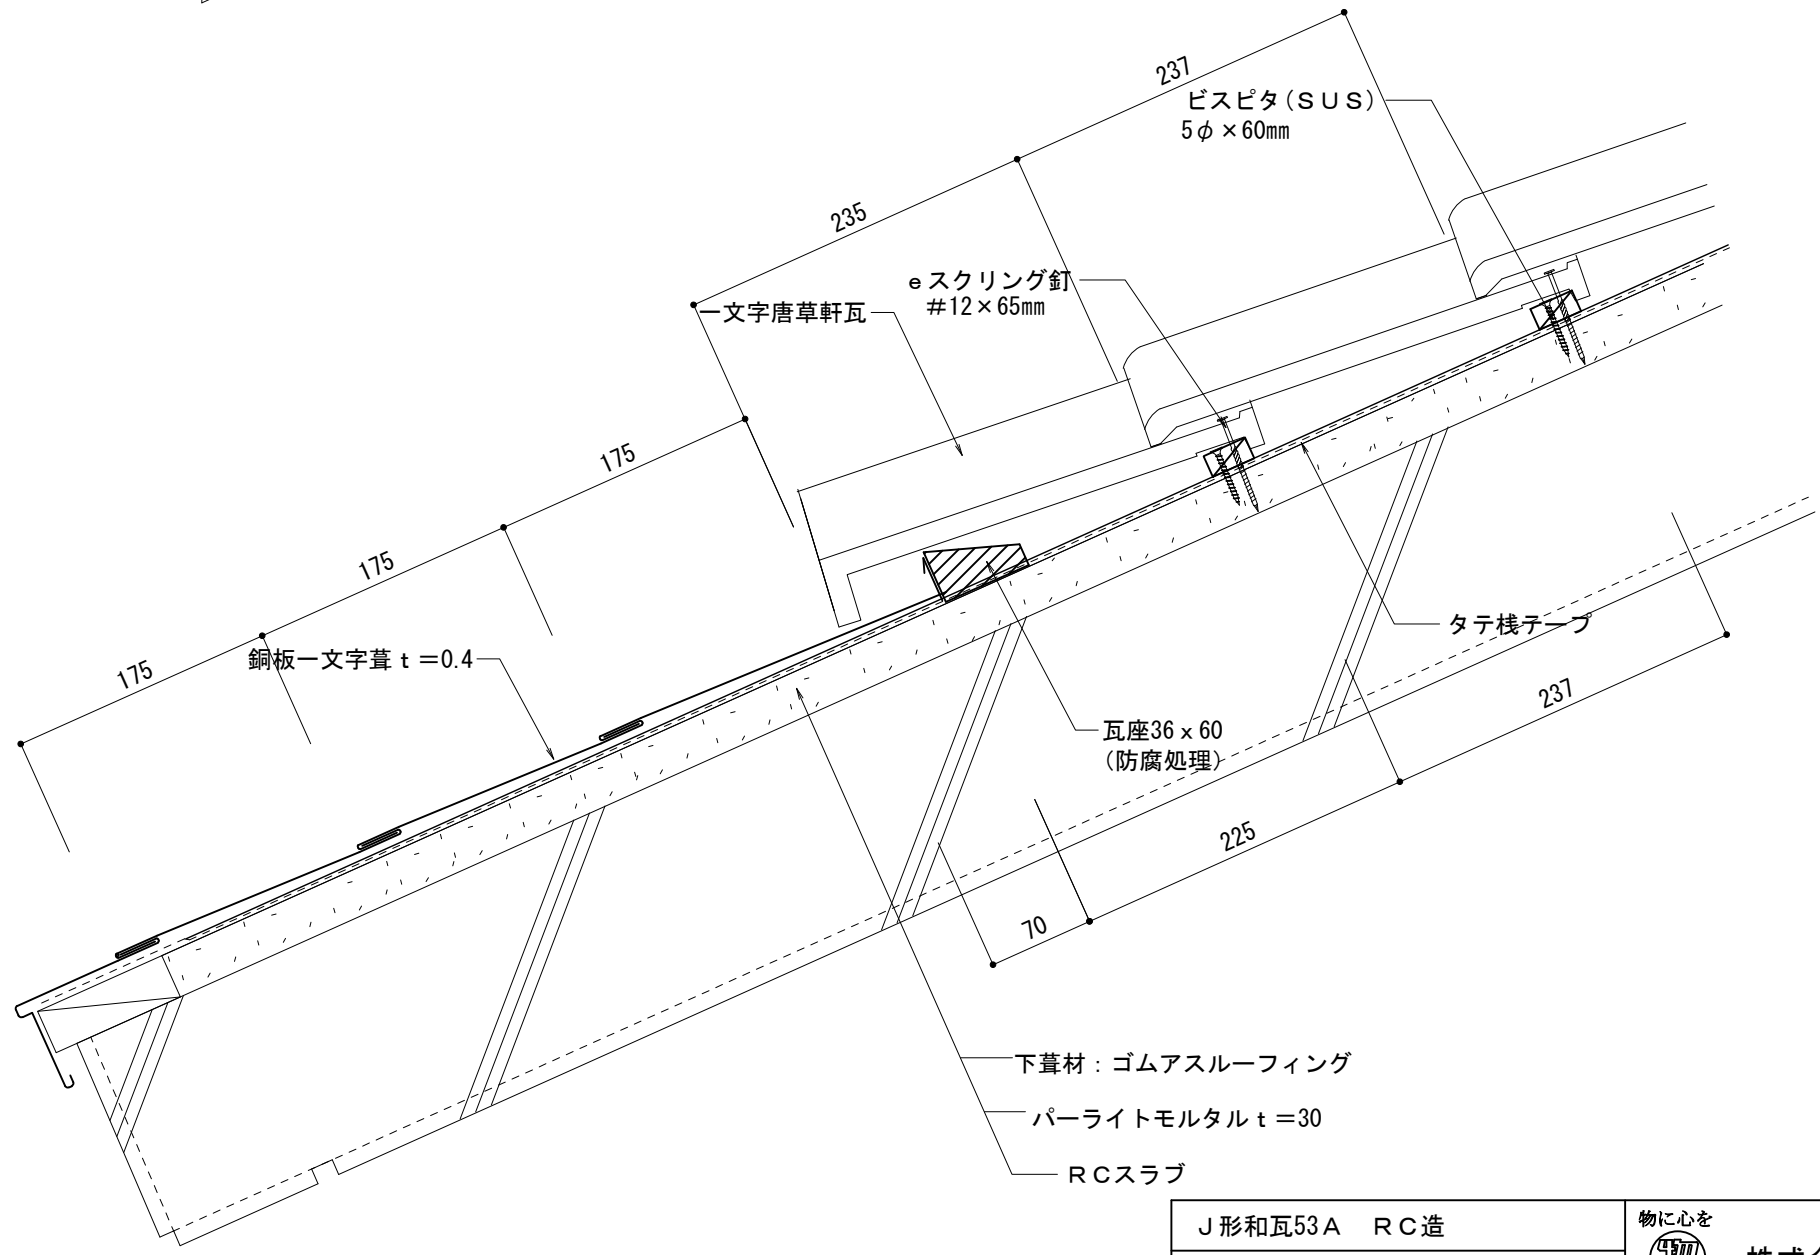 237
ビスピタ(SUS)
5φ×60mm
235
eスクリング釘
#12×65mm
一文字唐草軒瓦
175
175
175
銅板一文字葺 t=0.4
タテ桟テープ
瓦座36x60
(防腐処理)
237
225
70
下葺材：ゴムアスルーフィング
パーライトモルタル t=30
RCスラブ
J形和瓦53A　RC造
物に心を